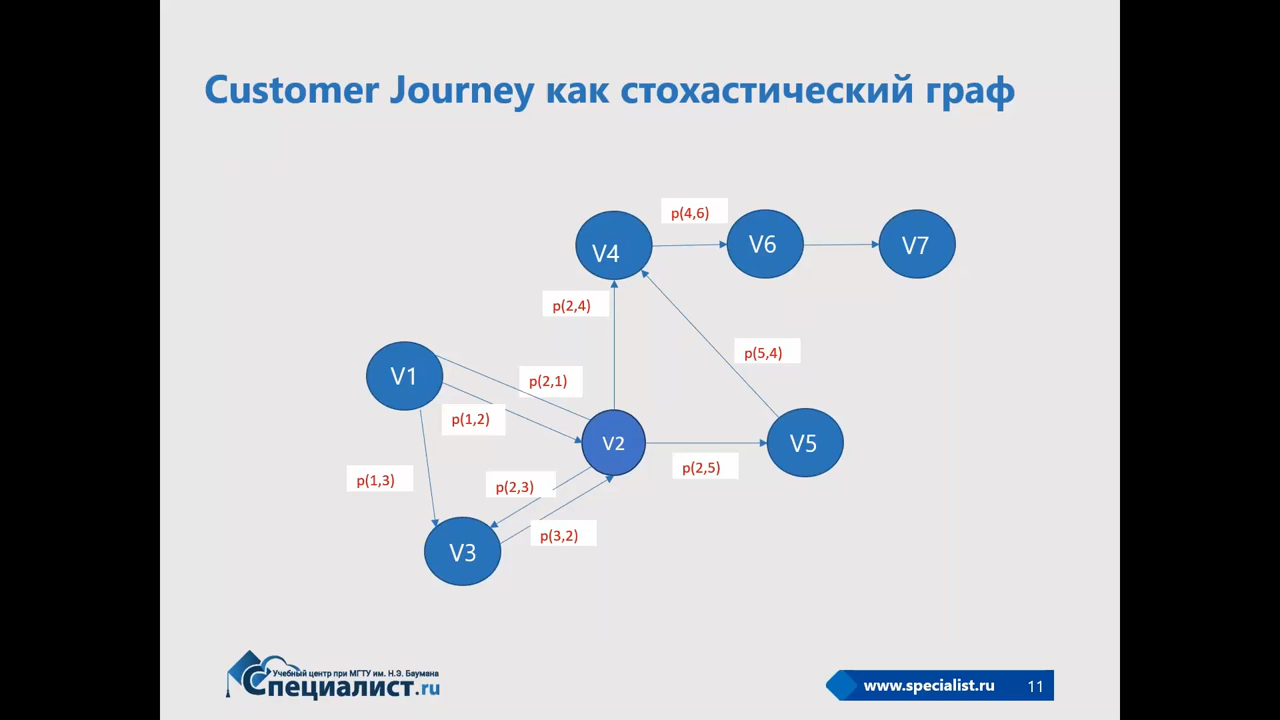 Customer Journey как стохастический граф
p(4,6)
V4
V6
V7
p(2,4)
p(5,4)
V1
p(2,1)
p(1,2)
V2
V5
p(2,5)
p(1,3)
p(2,3)
p(3,2)
V3
Учебный центр при МГТУ им. Н.Э. Баумана
Специалист.ru
www.specialist.ru
11